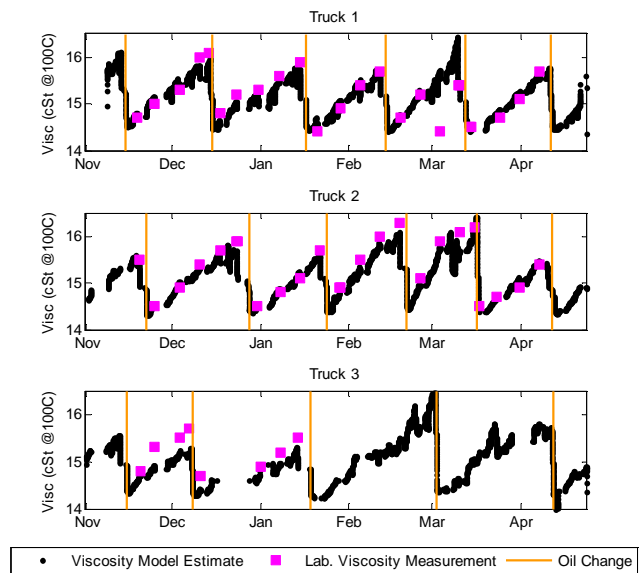 Truck 1
Visc (cSt @100C)
16
15
14
Nov Dec Jan Feb Mar Apr
Truck 2
Visc (cSt @100C)
16
15
14
Nov Dec Jan Feb Mar Apr
Truck 3
Visc (cSt @100C)
16
15
14
Nov Dec Jan Feb Mar Apr
Viscosity Model Estimate Lab. Viscosity Measurement Oil Change